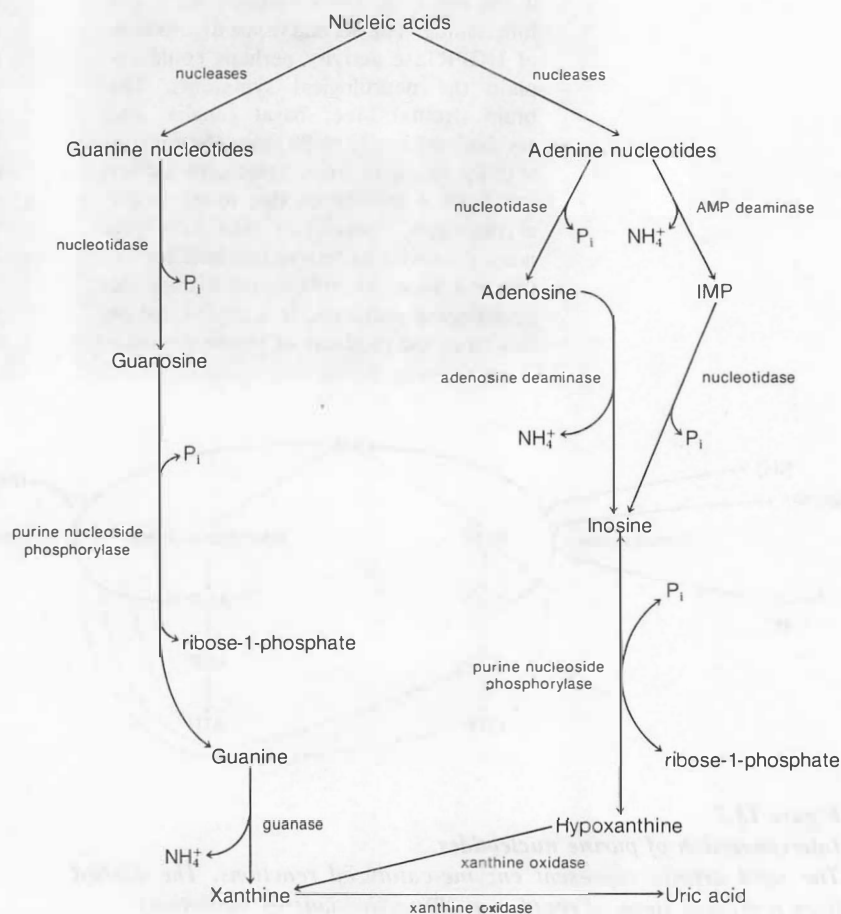 Nucleic acids
nucleases
nucleases
Guanine nucleotides
Adenine nucleotides
nucleotidase
P_i
AMP deaminase
NH₄⁺
nucleotidase
P_i
Adenosine
IMP
Guanosine
adenosine deaminase
NH₄⁺
nucleotidase
P_i
P_i
Inosine
purine nucleoside
phosphorylase
P_i
ribose-1-phosphate
purine nucleoside
phosphorylase
ribose-1-phosphate
Guanine
guanase
NH₄⁺
Hypoxanthine
xanthine oxidase
Xanthine
xanthine oxidase
Uric acid